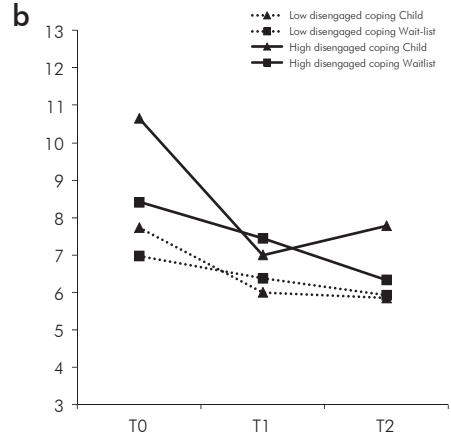 b
Low disengaged coping Child
Low disengaged coping Wait-list
High disengaged coping Child
High disengaged coping Waitlist
13
12
11
10
9
8
7
6
5
4
3
T0 T1 T2